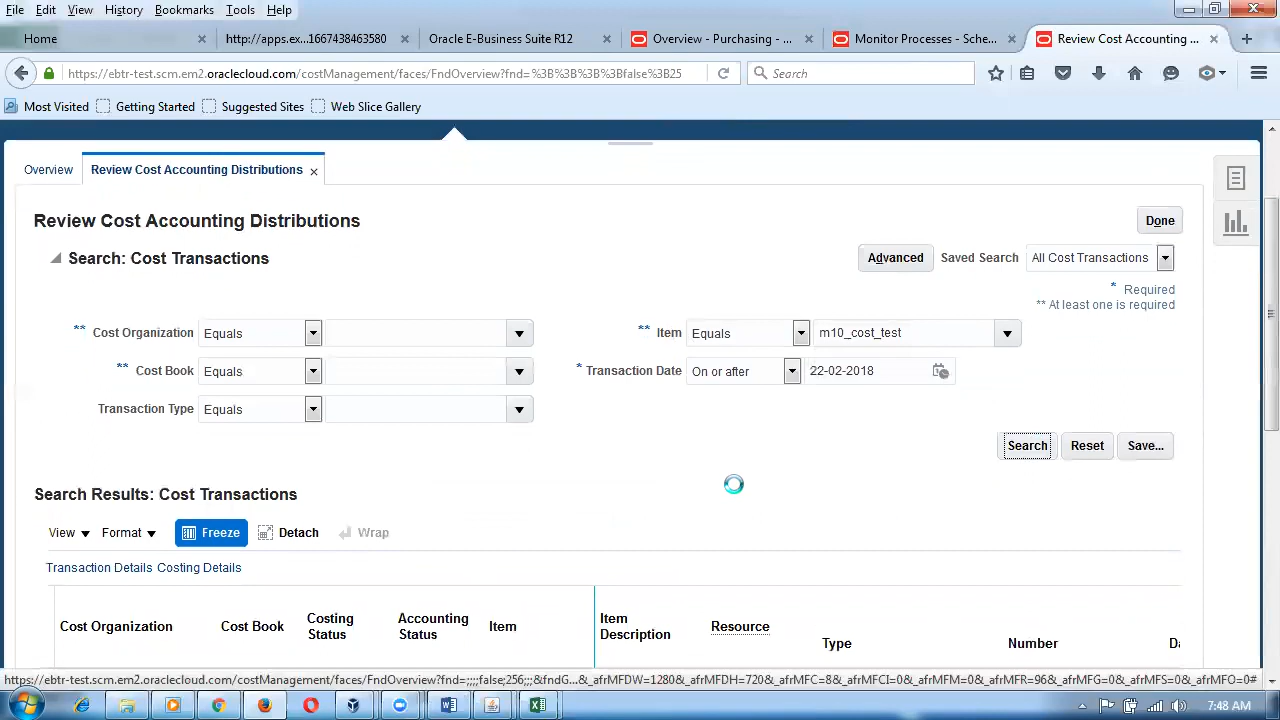 File Edit View History Bookmarks Tools Help
Home × http://apps.ex...1667438463580 × Oracle E-Business Suite R12 × Overview - Purchasing - ... × Monitor Processes - Sche... × Review Cost Accounting ... × +
https://ebtr-test.scm.em2.oraclecloud.com/costManagement/faces/FndOverview?fnd=%3B%3B%3B%3Bfalse%3B25 Search
Most Visited Getting Started Suggested Sites Web Slice Gallery
Overview Review Cost Accounting Distributions ×
Review Cost Accounting Distributions Done
Search: Cost Transactions Advanced Saved Search All Cost Transactions
* Required
** At least one is required
** Cost Organization Equals ** Item Equals m10_cost_test
** Cost Book Equals * Transaction Date On or after 22-02-2018
Transaction Type Equals
Search Reset Save...
Search Results: Cost Transactions
View Format Freeze Detach Wrap
Transaction Details Costing Details
Cost Organization Cost Book Costing Status Accounting Status Item Item Description Resource Type Number Da
https://ebtr-test.scm.em2.oraclecloud.com/costManagement/faces/FndOverview?fnd=;;;;false;256;;;&fndG...&_afrMFDW=1280&_afrMFDH=720&_afrMFC=8&_afrMFCI=0&_afrMFM=0&_afrMFR=96&_afrMFG=0&_afrMFS=0&_afrMFO=0#
7:48 AM